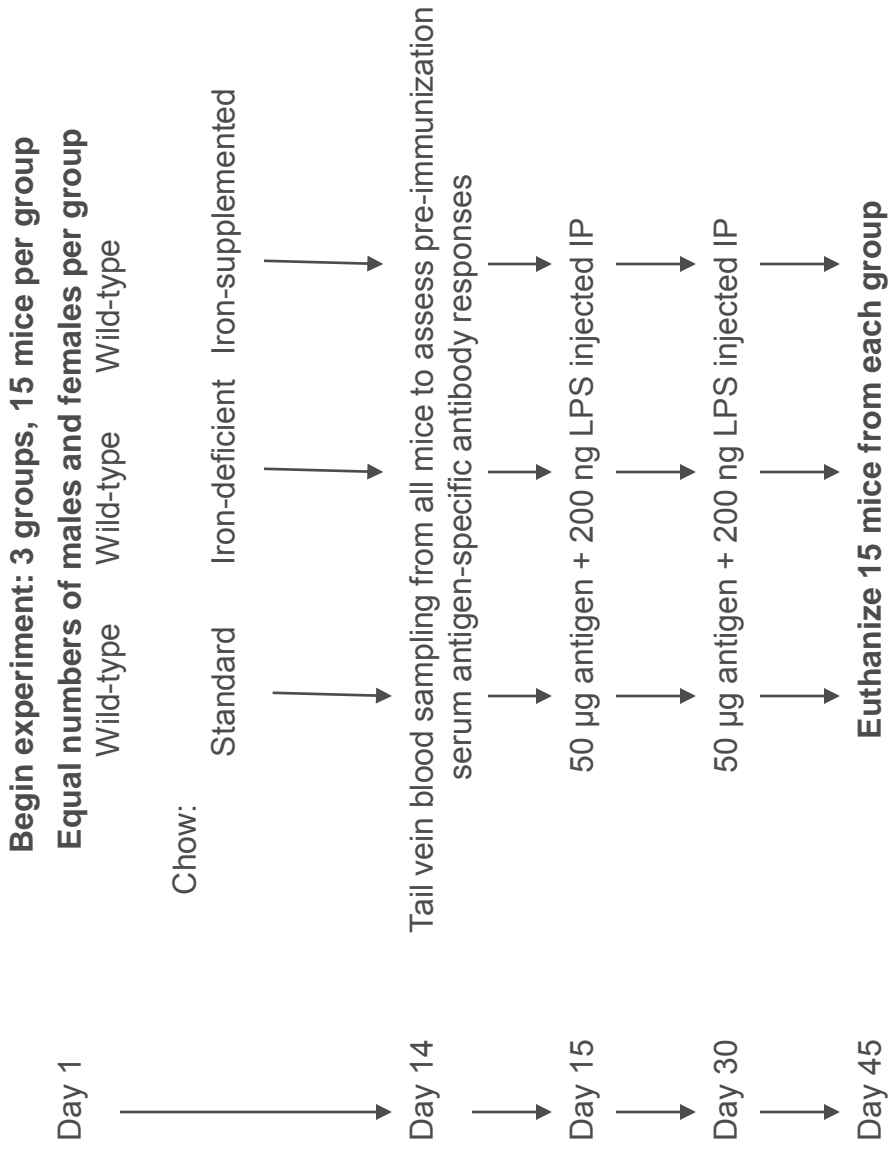 Begin experiment: 3 groups, 15 mice per group
Day 1
Equal numbers of males and females per group
Wild-type Wild-type Wild-type
Chow:
Standard Iron-deficient Iron-supplemented
Day 14
Tail vein blood sampling from all mice to assess pre-immunization
serum antigen-specific antibody responses
Day 15
50 µg antigen + 200 ng LPS injected IP
Day 30
50 µg antigen + 200 ng LPS injected IP
Day 45
Euthanize 15 mice from each group